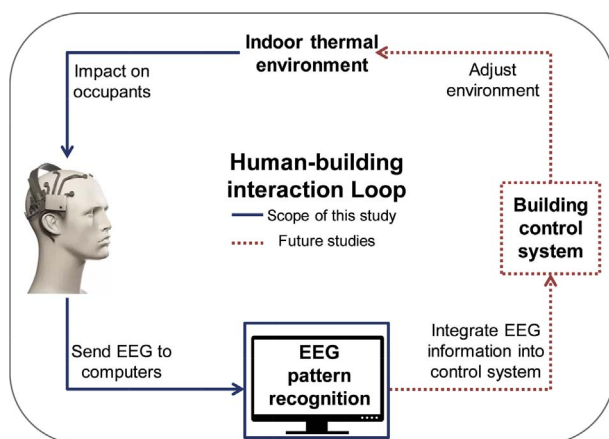 Indoor thermal
environment
Impact on
occupants
Adjust
environment
Human-building
interaction Loop
Scope of this study
Future studies
Building
control
system
Send EEG to
computers
EEG
pattern
recognition
Integrate EEG
information into
control system